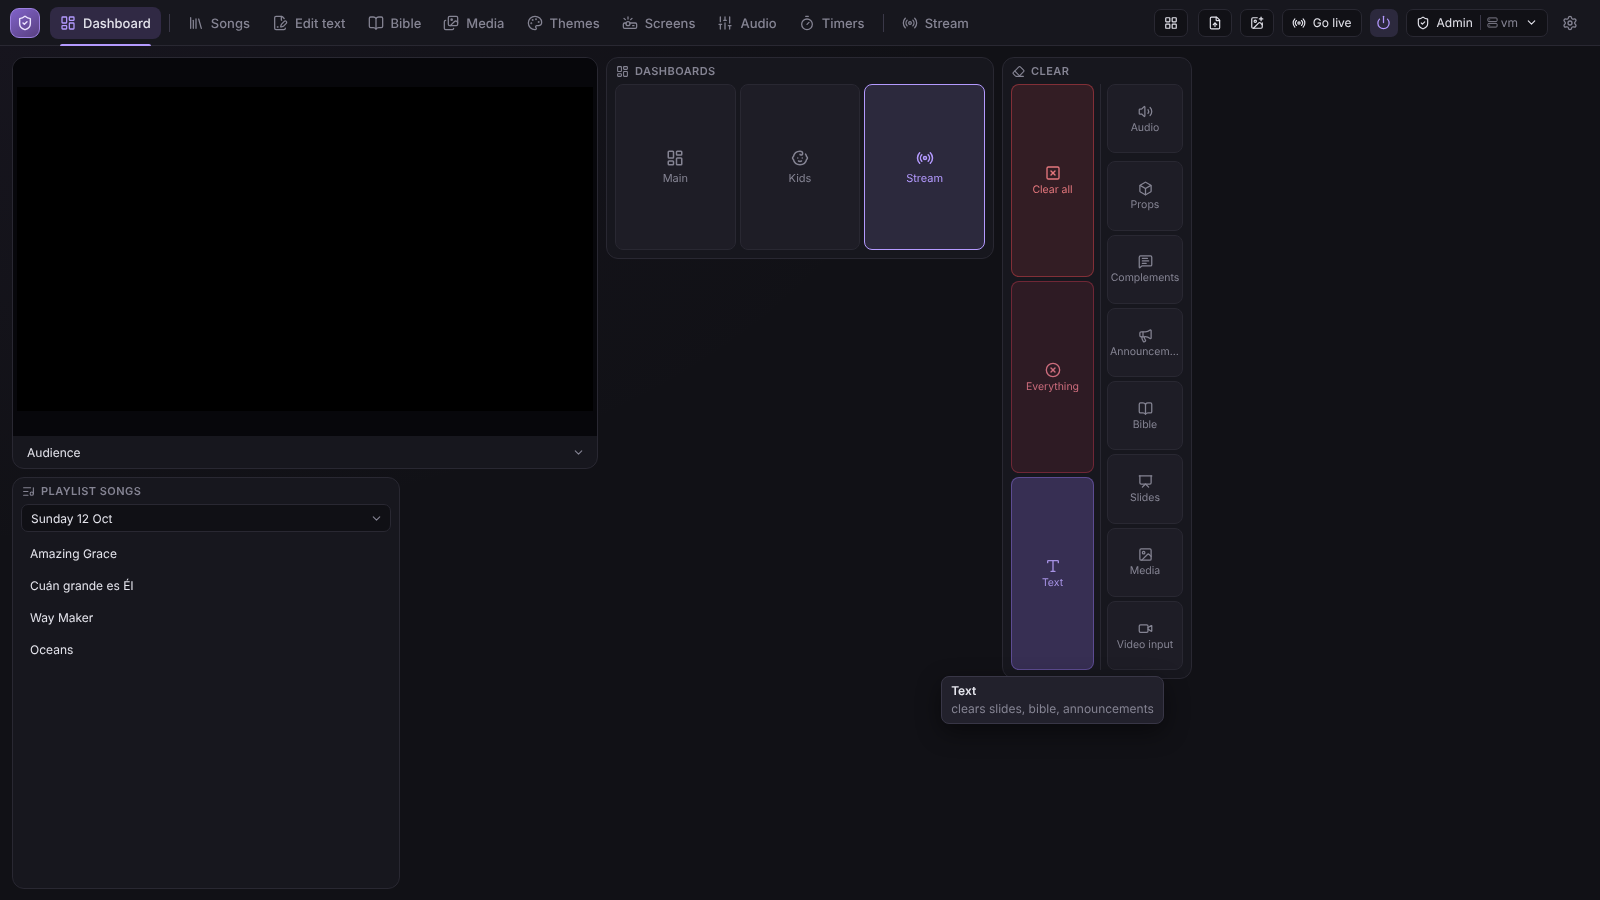 Dashboard
Songs
Edit text
Bible
Media
Themes
Screens
Audio
Timers
Stream
Go live
Admin
vm
DASHBOARDS
Main
Kids
Stream
CLEAR
Clear all
Everything
Text
Audio
Props
Complements
Announcem...
Bible
Slides
Media
Video input
Audience
PLAYLIST SONGS
Sunday 12 Oct
Amazing Grace
Cuán grande es Él
Way Maker
Oceans
Text
clears slides, bible, announcements